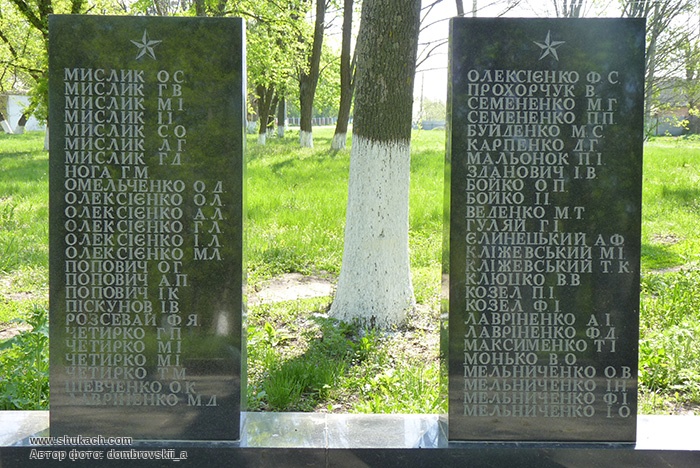 МИСЛИК О.С.
МИСЛИК Г.В.
МИСЛИК М.І.
МИСЛИК І.І.
МИСЛИК С.О.
МИСЛИК Л.Г.
МИСЛИК Г.Д.
НОГА Г.М.
ОМЕЛЬЧЕНКО О.Д.
ОЛЕКСІЄНКО О.Л.
ОЛЕКСІЄНКО А.Л.
ОЛЕКСІЄНКО Г.Л.
ОЛЕКСІЄНКО І.Л.
ОЛЕКСІЄНКО М.Л.
ПОПОВИЧ О.Г.
ПОПОВИЧ А.П.
ПОПОВИЧ І.К.
ПІСКУНОВ І.В.
РОЗСЕВАЙ Ф.Я.
ЧЕТИРКО Г.П.
ЧЕТИРКО М.І.
ЧЕТИРКО М.І.
ЧЕТИРКО Т.М.
ШЕВЧЕНКО О.К.
ЛАВРІНЕНКО М.Д.
ОЛЕКСІЄНКО Ф.С.
ПРОХОРЧУК В.
СЕМЕНЕНКО М.Г.
СЕМЕНЕНКО П.П.
БУЙДЕНКО М.С.
КАРПЕНКО Д.Г.
МАЛЬОНОК П.І.
ЗДАНОВИЧ І.В.
БОЙКО О.П.
БОЙКО І.І.
ВЕДЕНКО М.Т.
ГУЛЯЙ Г.І.
ЄЛИНЕЦЬКИЙ А.Ф.
КЛІЖЕВСЬКИЙ М.І.
КЛІЖЕВСЬКИЙ Т.К.
КЛЮЦКО В.В.
КОЗЕЛ І.І.
КОЗЕЛ Ф.І.
ЛАВРІНЕНКО А.І.
ЛАВРІНЕНКО Ф.Д.
МАКСИМЕНКО Т.І.
МОНЬКО В.О.
МЕЛЬНИЧЕНКО О.В.
МЕЛЬНИЧЕНКО І.Н.
МЕЛЬНИЧЕНКО Ф.І.
МЕЛЬНИЧЕНКО І.О.
www.shukach.com
Автор фото: dombrovskii_a